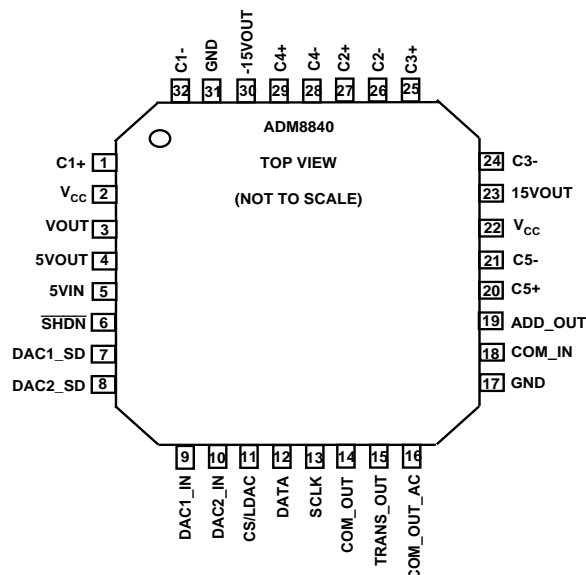 C1-
GND
-15VOUT
C4+
C4-
C2+
C2-
C3+
32
31
30
29
28
27
26
25
ADM8840
TOP VIEW
(NOT TO SCALE)
C1+ 1
VCC 2
VOUT 3
5VOUT 4
5VIN 5
SHDN 6
DAC1_SD 7
DAC2_SD 8
24 C3-
23 15VOUT
22 VCC
21 C5-
20 C5+
19 ADD_OUT
18 COM_IN
17 GND
9
10
11
12
13
14
15
16
DAC1_IN
DAC2_IN
CS/LDAC
DATA
SCLK
COM_OUT
TRANS_OUT
COM_OUT_AC